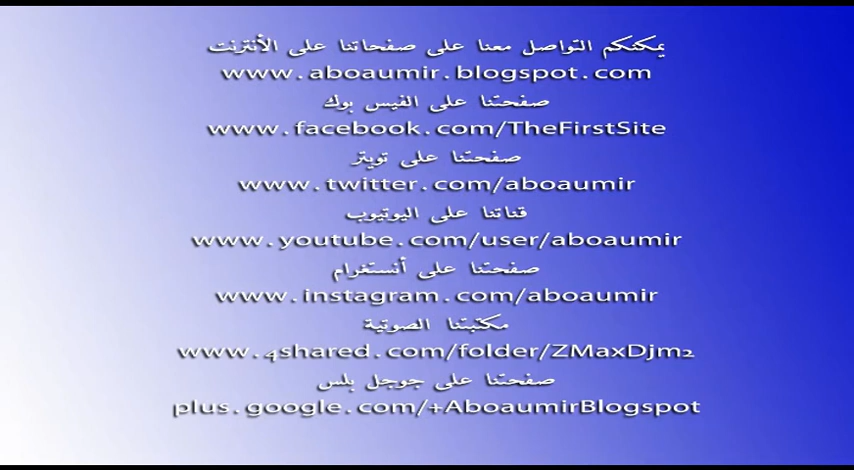 يمكنكم التواصل معنا على صفحاتنا على الأنترنت
www.aboaumir.blogspot.com
صفحتنا على الفيس بوك
www.facebook.com/TheFirstSite
صفحتنا على تويتر
www.twitter.com/aboaumir
قناتنا على اليوتيوب
www.youtube.com/user/aboaumir
صفحتنا على أنستغرام
www.instagram.com/aboaumir
مكتبتنا الصوتية
www.4shared.com/folder/ZMaxDjm2
صفحتنا على جوجل بلس
plus.google.com/+AboaumirBlogspot